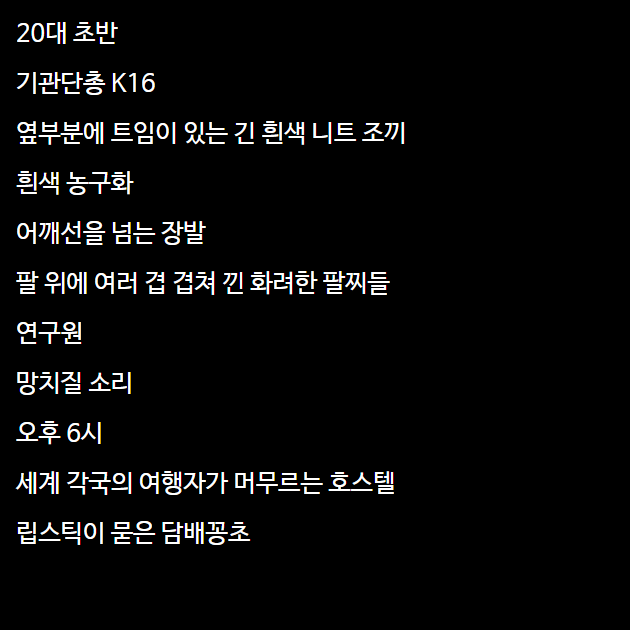 20대 초반
기관단총 K16
옆부분에 트임이 있는 긴 흰색 니트 조끼
흰색 농구화
어깨선을 넘는 장발
팔 위에 여러 겹 겹쳐 낀 화려한 팔찌들
연구원
망치질 소리
오후 6시
세계 각국의 여행자가 머무르는 호스텔
립스틱이 묻은 담배꽁초